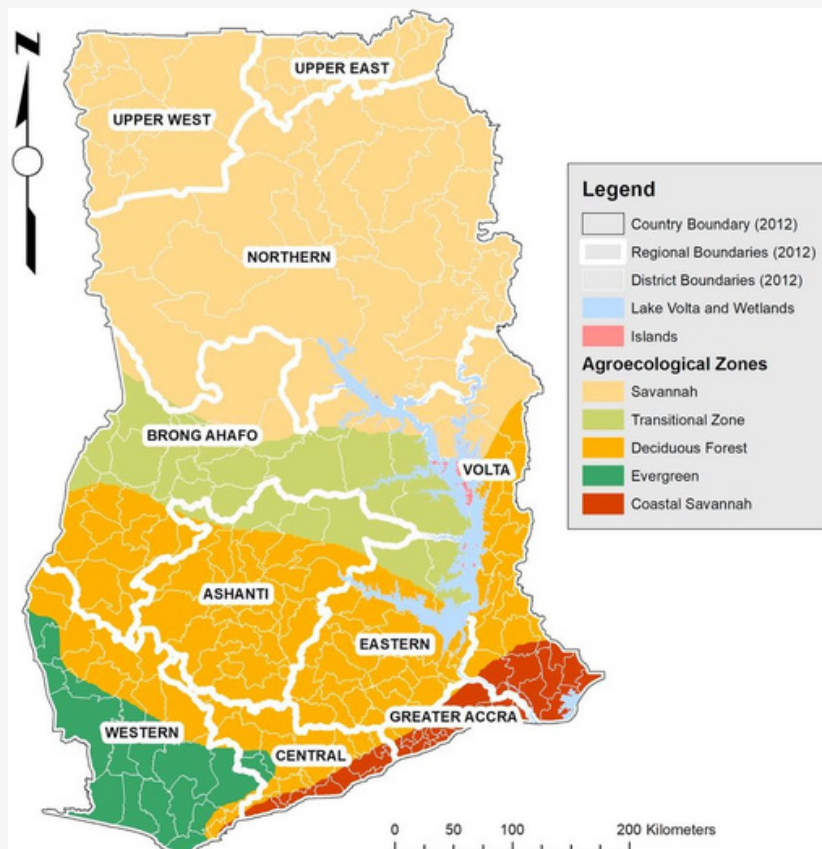 N
UPPER EAST
UPPER WEST
NORTHERN
BRONG AHAFO
VOLTA
ASHANTI
EASTERN
GREATER ACCRA
WESTERN
CENTRAL
Legend
Country Boundary (2012)
Regional Boundaries (2012)
District Boundaries (2012)
Lake Volta and Wetlands
Islands
Agroecological Zones
Savannah
Transitional Zone
Deciduous Forest
Evergreen
Coastal Savannah
0 50 100 200 Kilometers